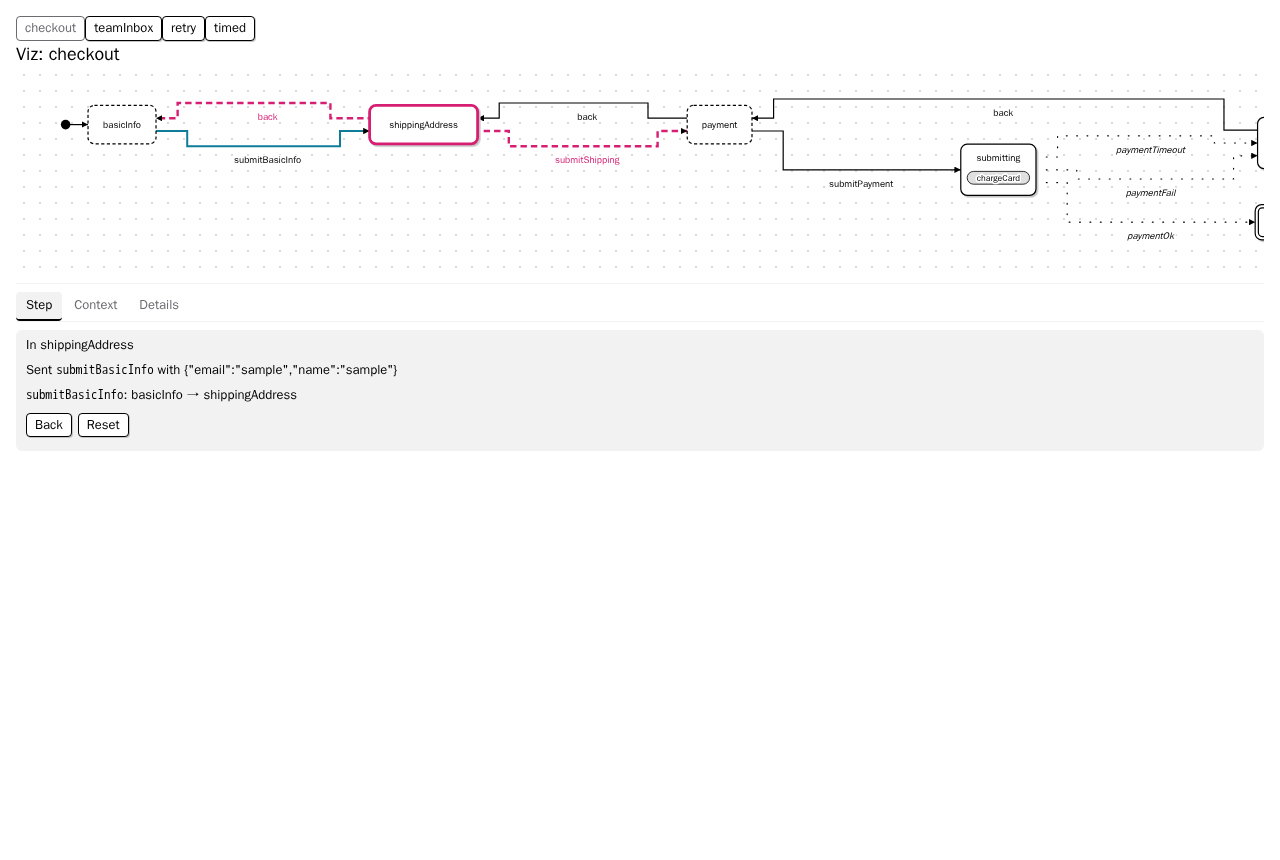 checkout teamInbox retry timed
Viz: checkout
back
basicInfo
submitBasicInfo
shippingAddress
back
submitShipping
payment
submitPayment
back
submitting
chargeCard
paymentTimeout
paymentFail
paymentOk
Step Context Details
In shippingAddress
Sent submitBasicInfo with {"email":"sample","name":"sample"}
submitBasicInfo: basicInfo → shippingAddress
Back Reset